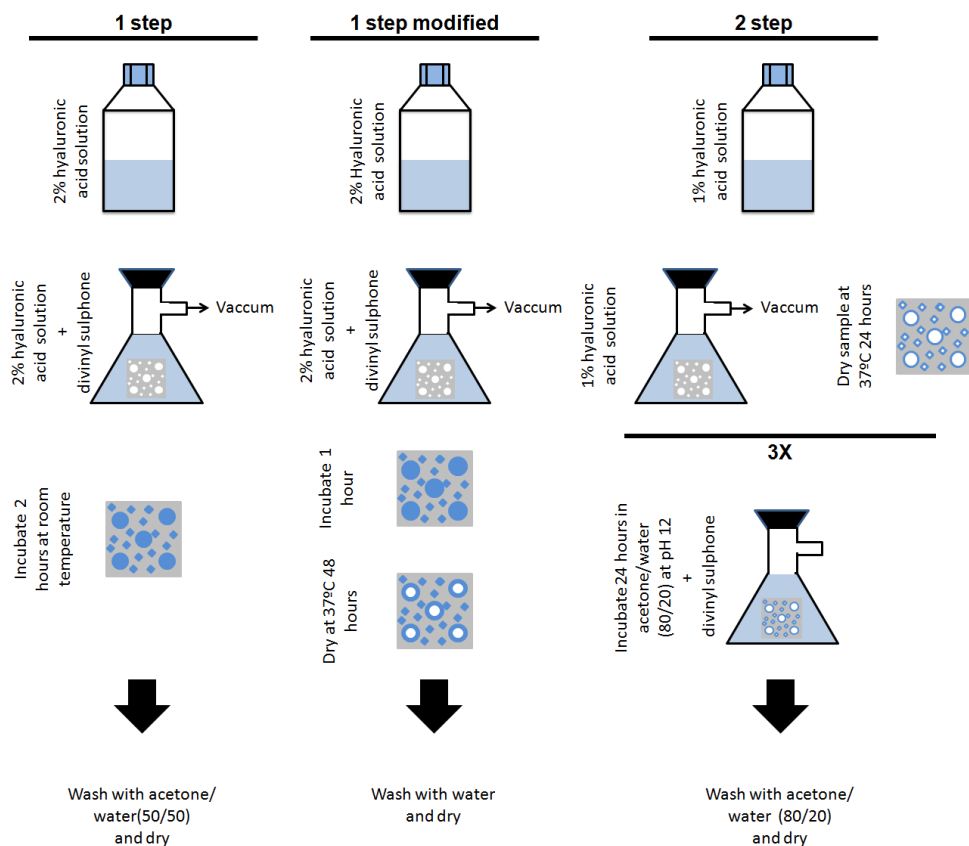 1 step
2% hyaluronic
acid solution
2% hyaluronic
acid solution
+
divinyl sulphone
Vaccum
Incubate 2
hours at room
temperature
Wash with acetone/
water(50/50)
and dry
1 step modified
2% Hyaluronic
acid solution
2% hyaluronic
acid solution
+
divinyl sulphone
Vaccum
Incubate 1
hour
Dry at 37ºC 48
hours
Wash with water
and dry
2 step
1% hyaluronic
acid solution
1% hyaluronic
acid solution
Vaccum
Dry sample at
37ºC 24 hours
3X
Incubate 24 hours in
acetone/water
(80/20) at pH 12
+
divinyl sulphone
Wash with acetone/
water (80/20)
and dry